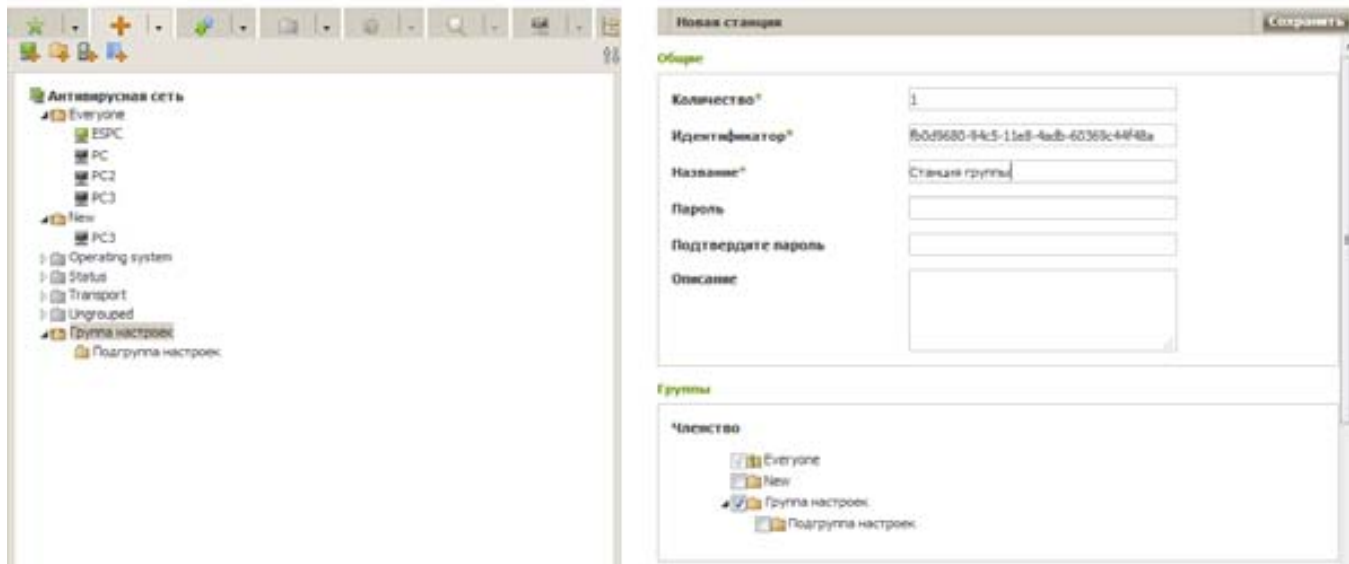 Антивирусная сеть
Everyone
ESPC
PC
PC2
PC3
New
PC3
Operating system
Status
Transport
Ungrouped
Группа настроек
Подгруппа настроек
Новая станция
Сохранить
Общие
Количество*
1
Идентификатор*
fb0d9680-94c5-11e8-4adb-60369c44f48a
Название*
Станция группы
Пароль
Подтвердите пароль
Описание
Группы
Членство
Everyone
New
Группа настроек
Подгруппа настроек